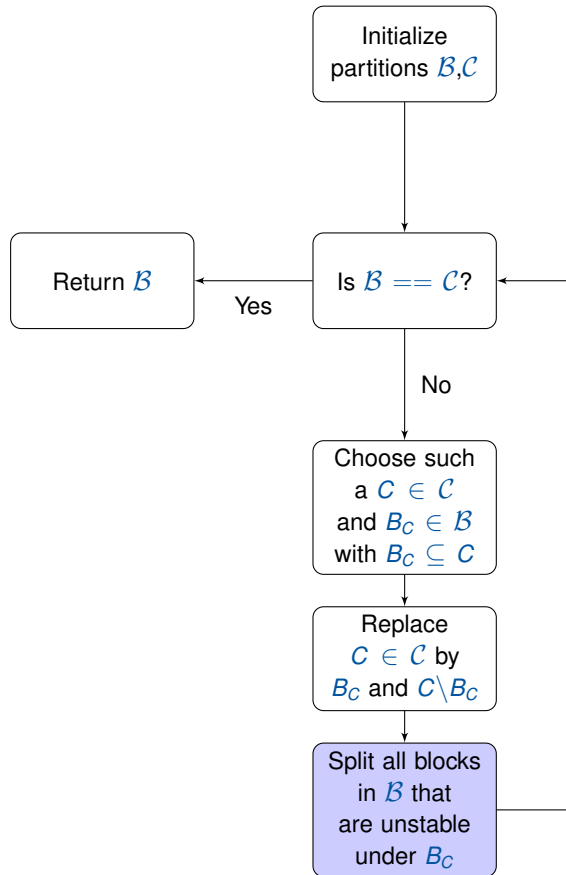 Initialize
partitions ℬ,𝒞
Return ℬ
Is ℬ == 𝒞?
Yes
No
Choose such
a C ∈ 𝒞
and B_C ∈ ℬ
with B_C ⊆ C
Replace
C ∈ 𝒞 by
B_C and C\B_C
Split all blocks
in ℬ that
are unstable
under B_C